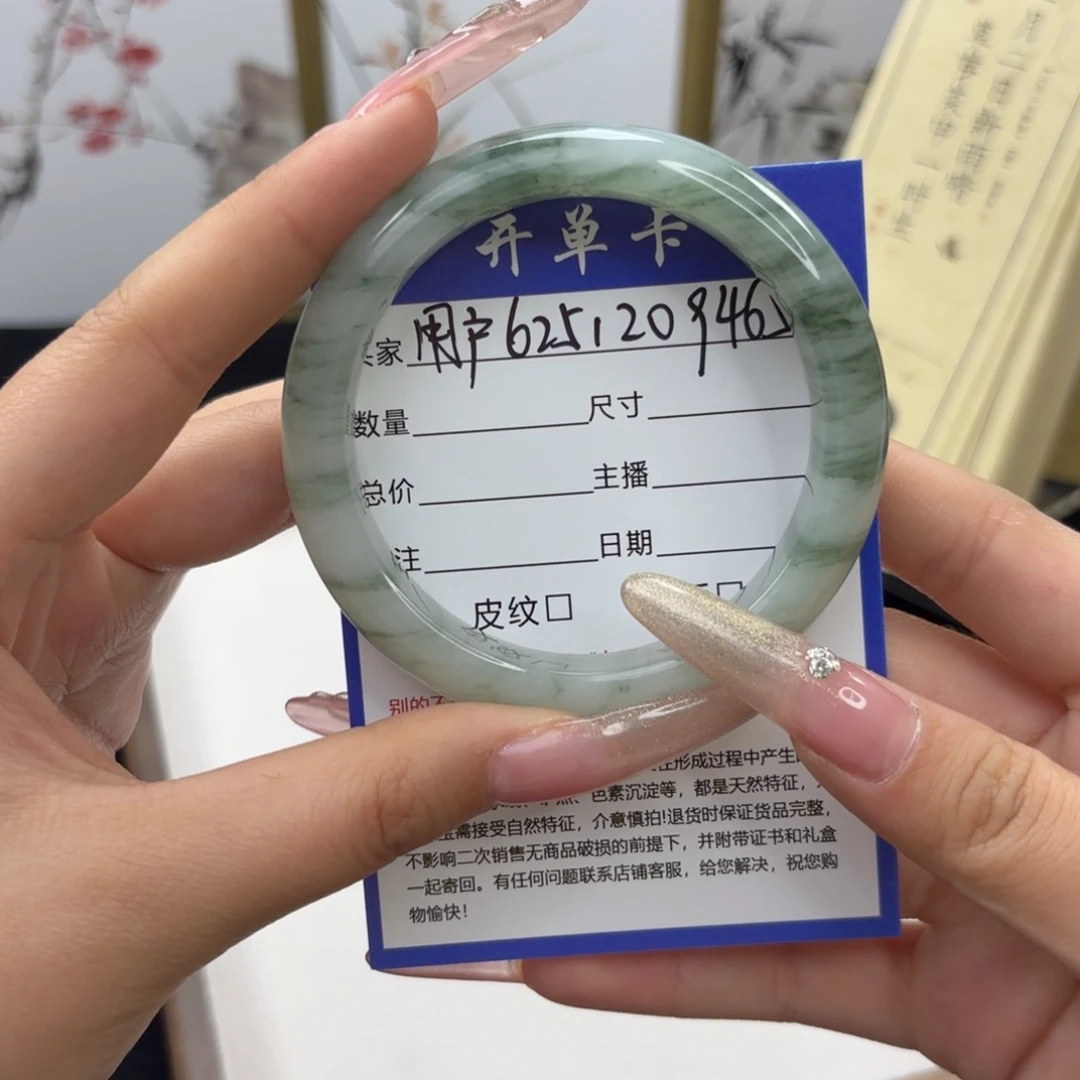 开单卡
家 用户625120946
数量 尺寸
总价 主播
注 日期
皮纹□
别的不
形成过程中产生
色素沉淀等，都是天然特征，
需接受自然特征，介意慎拍!退货时保证货品完整，
不影响二次销售无商品破损的前提下，并附带证书和礼盒
一起寄回。有任何问题联系店铺客服，给您解决，祝您购
物愉快!